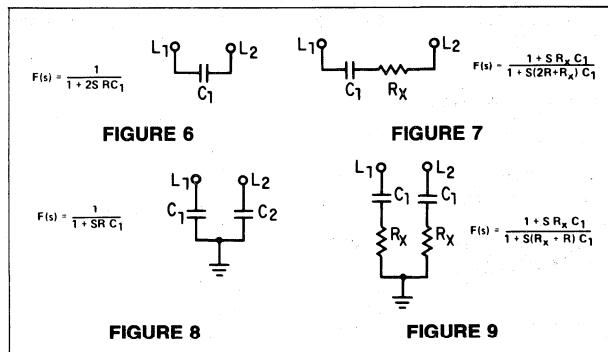 F(s) = 1 / 1 + 2S RC1
L1
L2
C1
FIGURE 6
L1
L2
C1
RX
F(s) = 1 + S RX C1 / 1 + S(2R+RX) C1
FIGURE 7
F(s) = 1 / 1 + SR C1
L1
L2
C1
C2
FIGURE 8
L1
L2
C1
C1
RX
RX
F(s) = 1 + S RX C1 / 1 + S(RX + R) C1
FIGURE 9